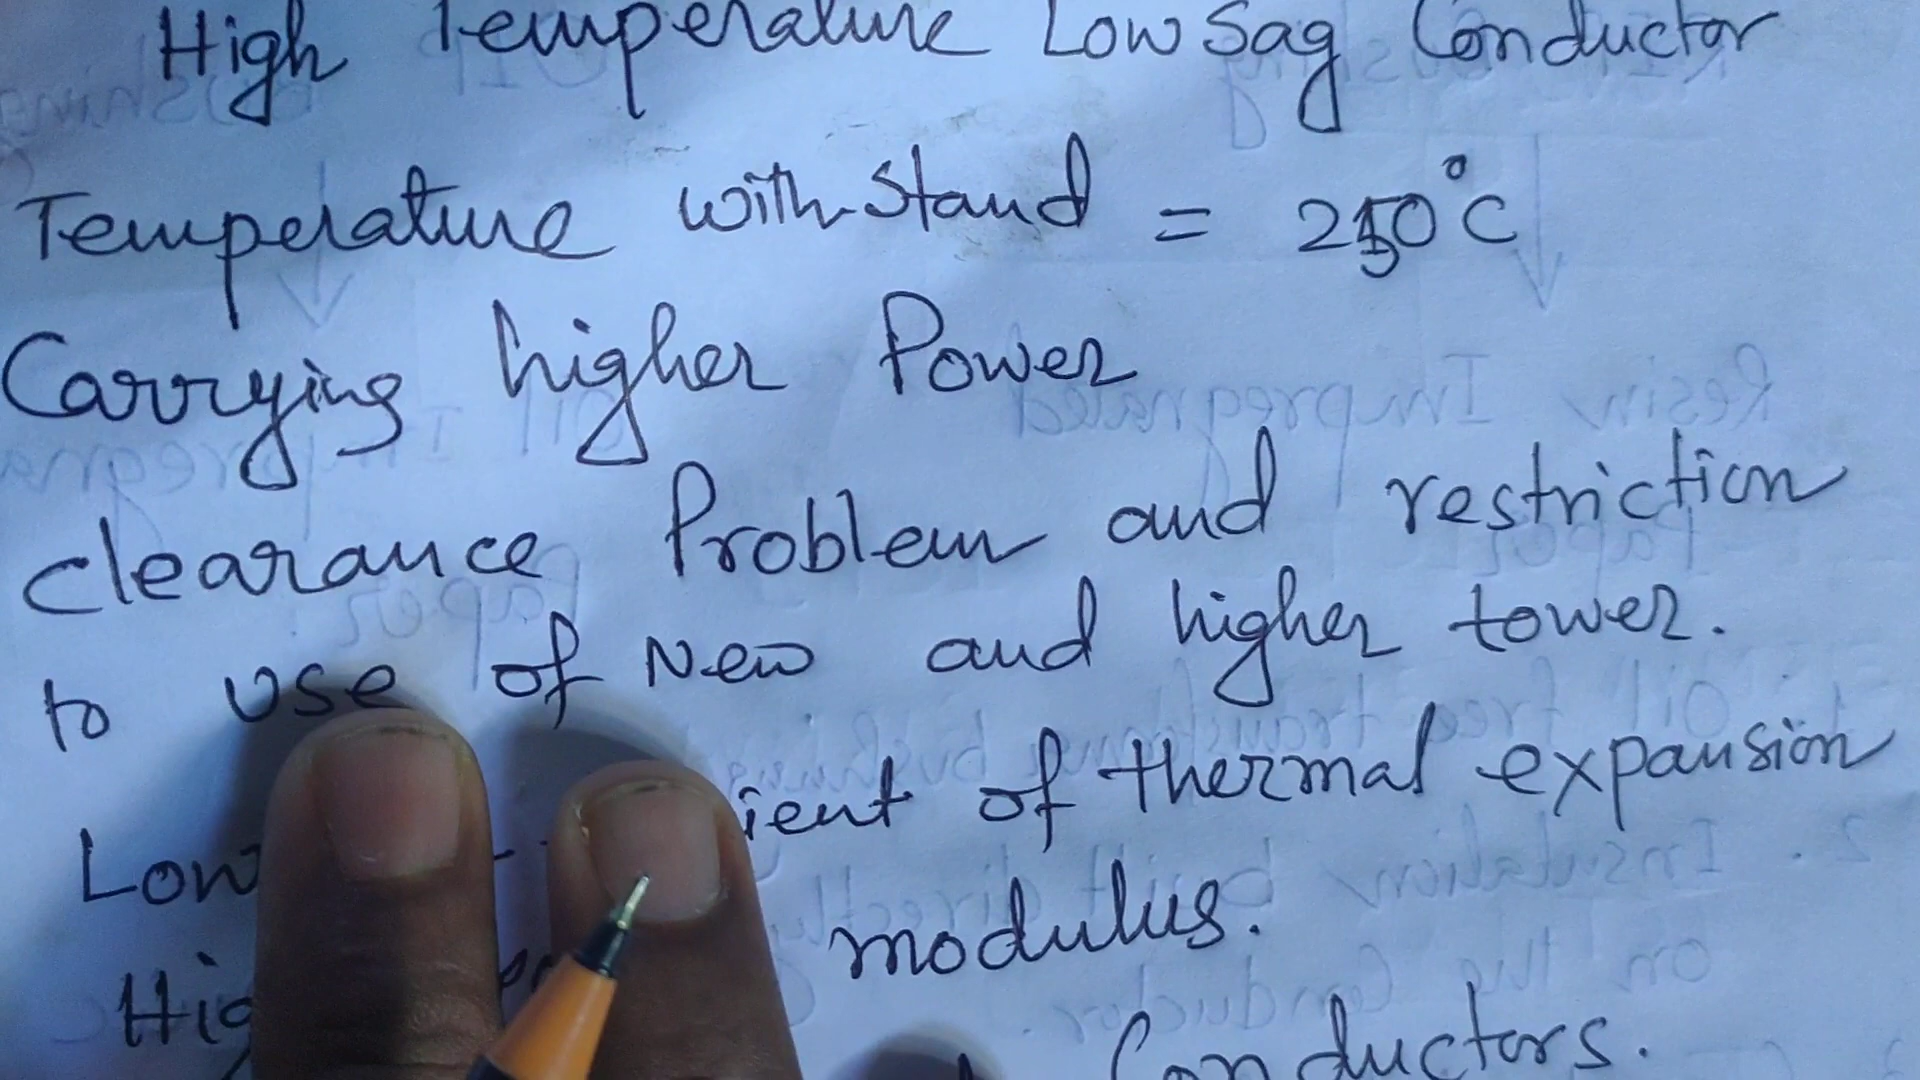 High Temperature Low Sag Conductor
Temperature withstand = 250°C
Carrying higher Power
clearance Problem and restriction
to use of New and higher tower.
Low ient of thermal expansion
Hig modulus.
Conductors.